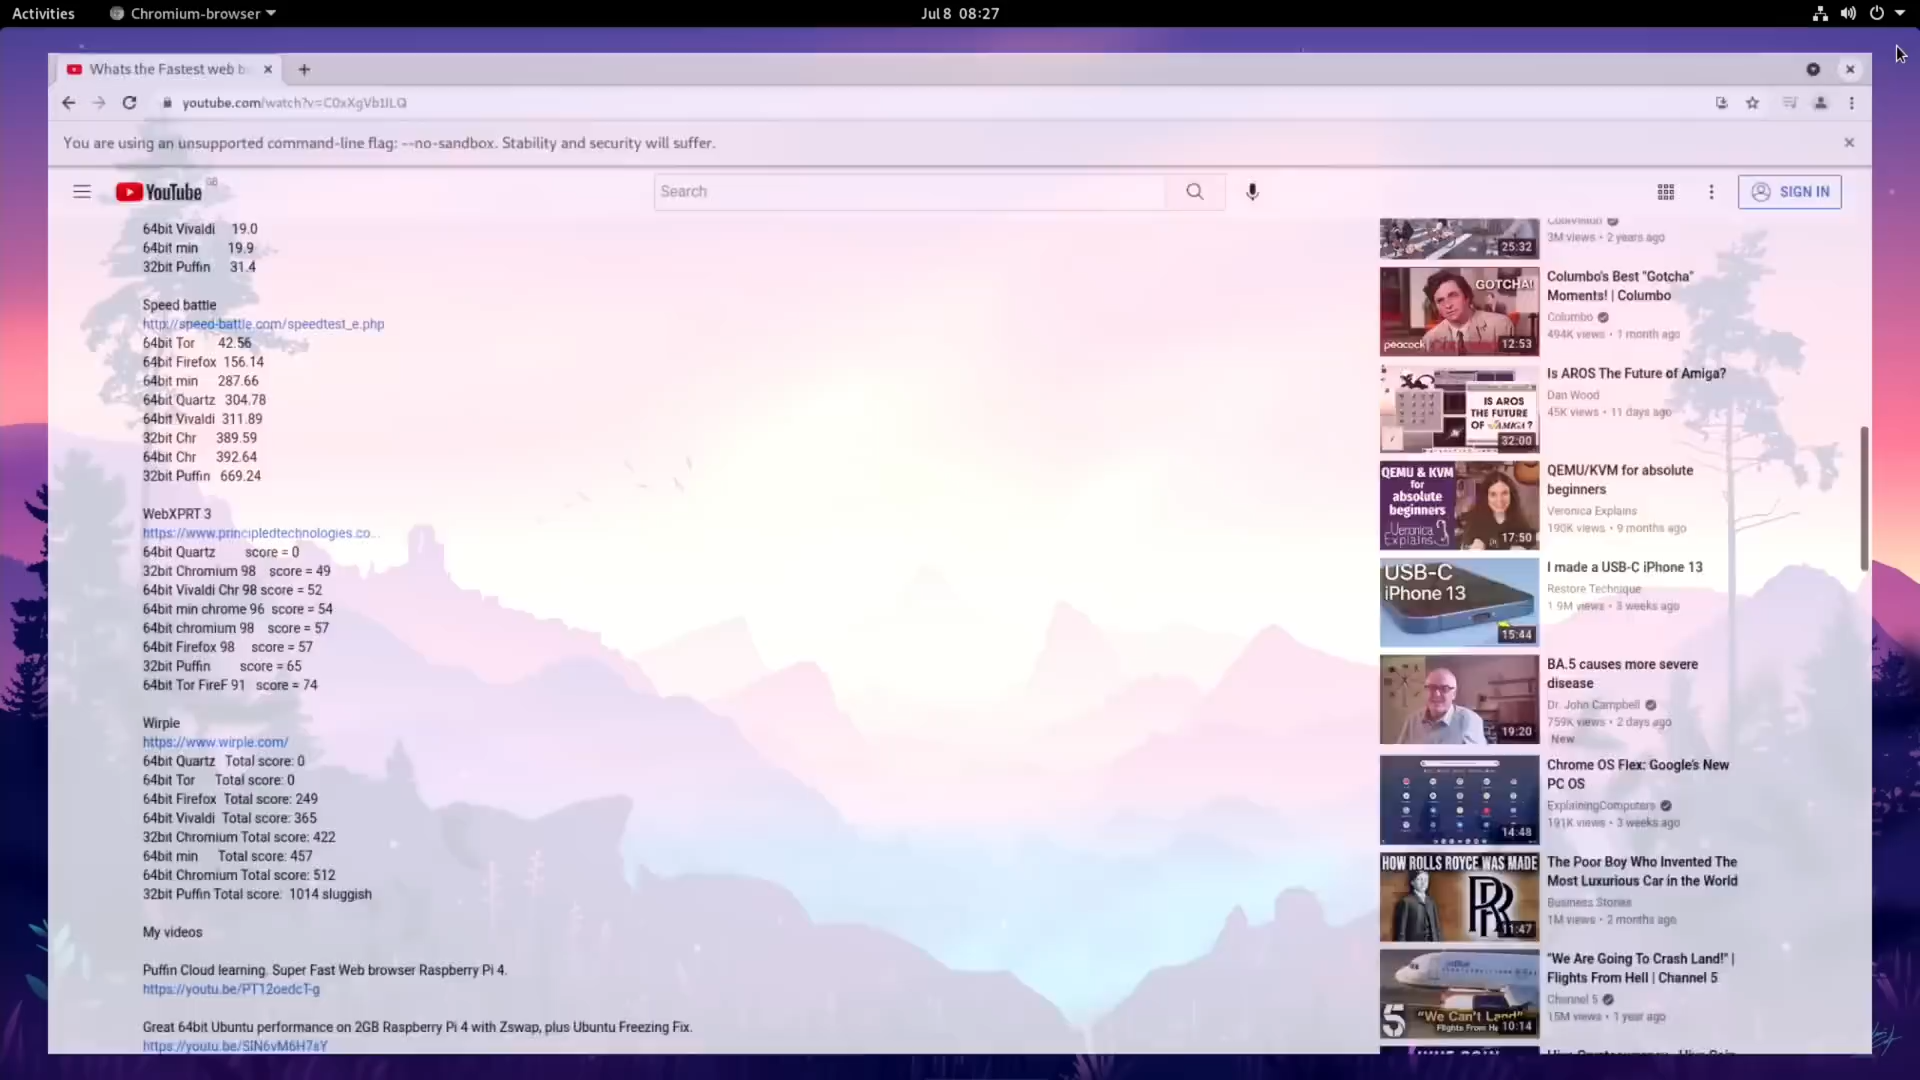 Activities
Chromium-browser
Jul 8 08:27
Whats the Fastest web b
youtube.com/watch?v=C0xXgVb1lLQ
You are using an unsupported command-line flag: --no-sandbox. Stability and security will suffer.
YouTube GB
Search
SIGN IN
64bit Vivaldi 19.0
64bit min 19.9
32bit Puffin 31.4
Speed battle
http://speed-battle.com/speedtest_e.php
64bit Tor 42.56
64bit Firefox 156.14
64bit min 287.66
64bit Quartz 304.78
64bit Vivaldi 311.89
32bit Chr 389.59
64bit Chr 392.64
32bit Puffin 669.24
WebXPRT 3
https://www.principledtechnologies.co...
64bit Quartz score = 0
32bit Chromium 98 score = 49
64bit Vivaldi Chr 98 score = 52
64bit min chrome 96 score = 54
64bit chromium 98 score = 57
64bit Firefox 98 score = 57
32bit Puffin score = 65
64bit Tor FireF 91 score = 74
Wirple
https://www.wirple.com/
64bit Quartz Total score: 0
64bit Tor Total score: 0
64bit Firefox Total score: 249
64bit Vivaldi Total score: 365
32bit Chromium Total score: 422
64bit min Total score: 457
64bit Chromium Total score: 512
32bit Puffin Total score: 1014 sluggish
My videos
Puffin Cloud learning. Super Fast Web browser Raspberry Pi 4.
https://youtu.be/PT12oedcT-g
Great 64bit Ubuntu performance on 2GB Raspberry Pi 4 with Zswap, plus Ubuntu Freezing Fix.
https://youtu.be/SIN6vM6H7sY
25:32
3M views • 2 years ago
GOTCHA!
peacock
12:53
Columbo's Best "Gotcha"
Moments! | Columbo
Columbo
494K views • 1 month ago
IS AROS
THE FUTURE
OF AMIGA?
32:00
Is AROS The Future of Amiga?
Dan Wood
45K views • 11 days ago
QEMU & KVM
for
absolute
beginners
Veronica
Explains
17:50
QEMU/KVM for absolute
beginners
Veronica Explains
190K views • 9 months ago
USB-C
iPhone 13
15:44
I made a USB-C iPhone 13
Restore Technique
1.9M views • 3 weeks ago
19:20
BA.5 causes more severe
disease
Dr. John Campbell
759K views • 2 days ago
New
14:48
Chrome OS Flex: Google's New
PC OS
ExplainingComputers
191K views • 3 weeks ago
HOW ROLLS ROYCE WAS MADE
11:47
The Poor Boy Who Invented The
Most Luxurious Car in the World
Business Stories
1M views • 2 months ago
5
"We Can't Land"
10:14
"We Are Going To Crash Land!" |
Flights From Hell | Channel 5
Channel 5
15M views • 1 year ago